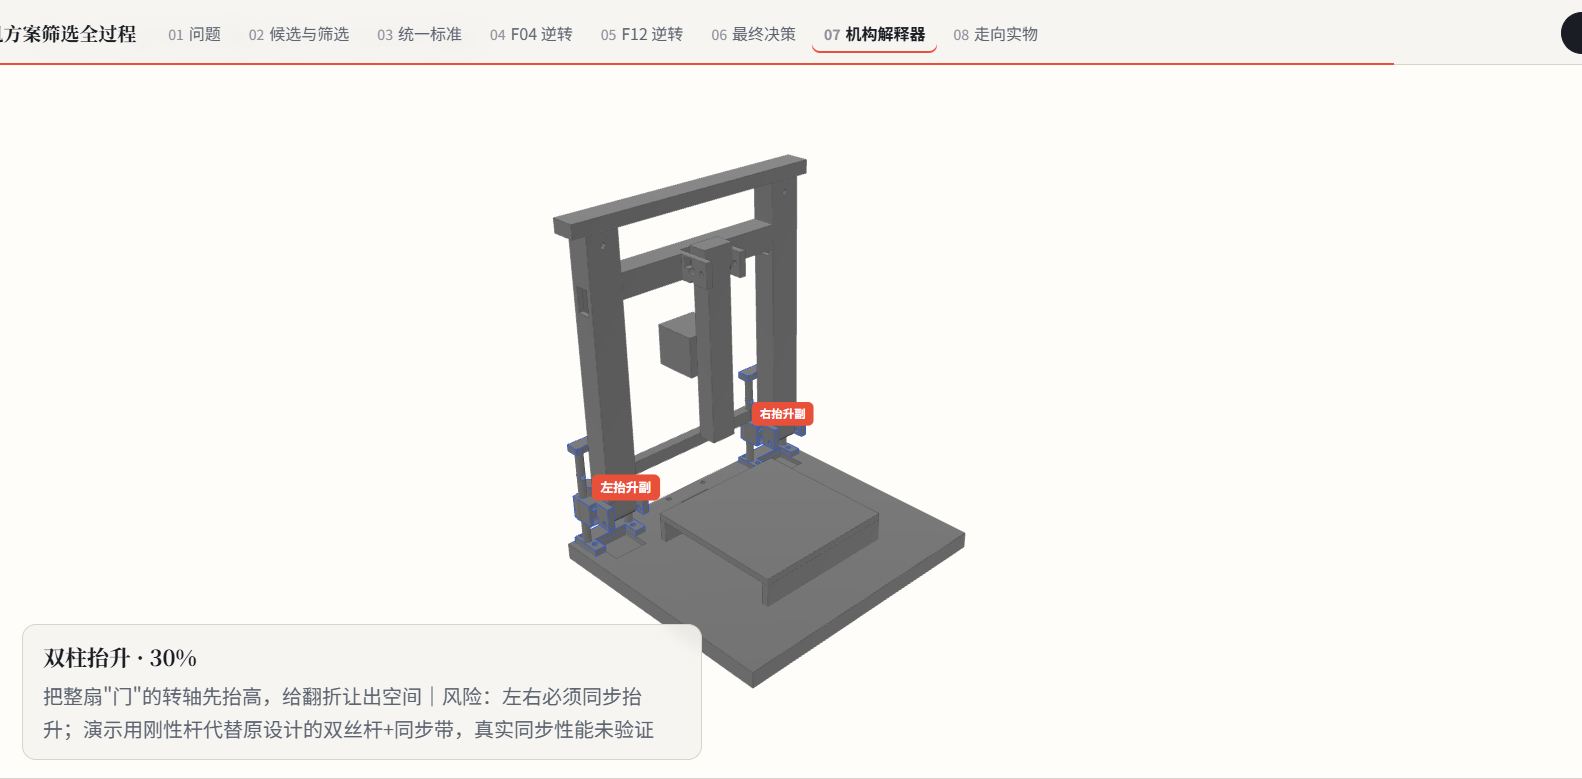 方案筛选全过程
01 问题
02 候选与筛选
03 统一标准
04 F04 逆转
05 F12 逆转
06 最终决策
07 机构解释器
08 走向实物
右抬升副
左抬升副
双柱抬升 · 30%
把整扇"门"的转轴先抬高，给翻折让出空间｜风险：左右必须同步抬
升；演示用刚性杆代替原设计的双丝杆+同步带，真实同步性能未验证